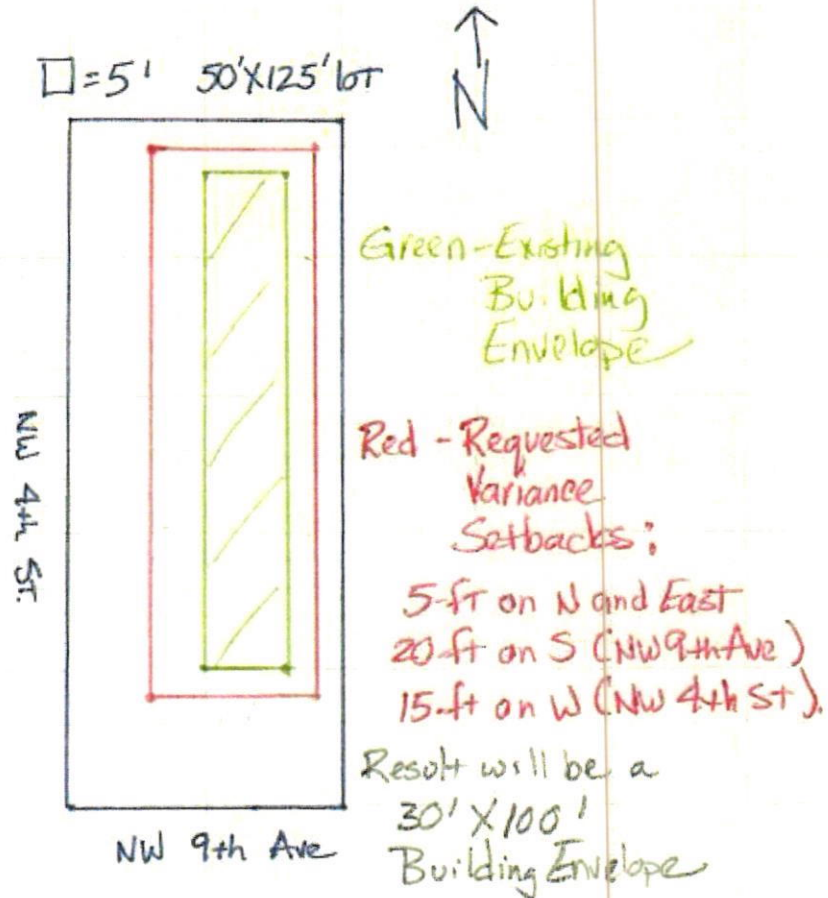 □=5' 50'X125' lot
N
Green-Existing
Building
Envelope
NW 4th St.
Red - Requested
Variance
Setbacks:
5-ft on N and East
20-ft on S (NW 9th Ave)
15-ft on W (NW 4th St).
Result will be a
30'X100'
Building Envelope
NW 9th Ave